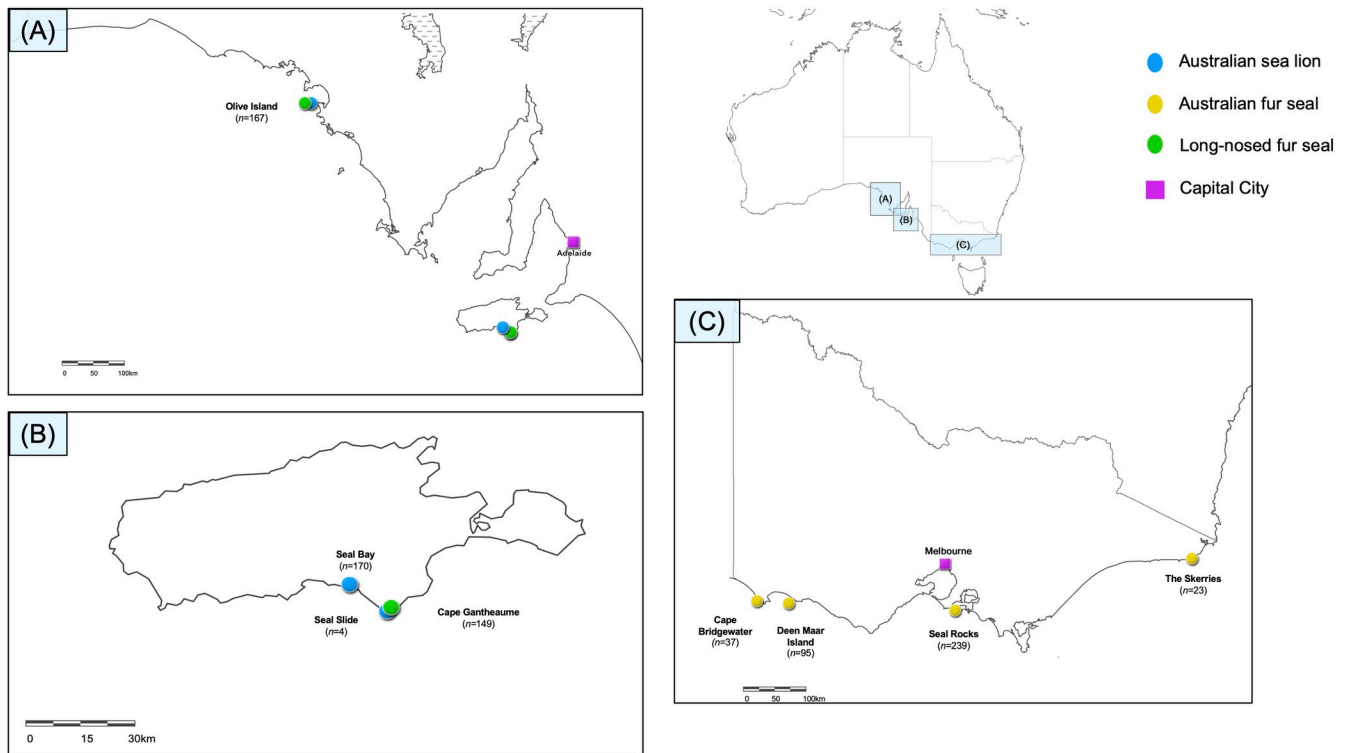 (A)
Olive Island
(n=167)
Adelaide
0 50 100km
(A)
(B)
(C)
Australian sea lion
Australian fur seal
Long-nosed fur seal
Capital City
(B)
Seal Bay
(n=170)
Seal Slide
(n=4)
Cape Gantheaume
(n=149)
0 15 30km
(C)
Melbourne
The Skerries
(n=23)
Cape
Bridgewater
(n=37)
Deen Maar
Island
(n=95)
Seal Rocks
(n=239)
0 50 100km